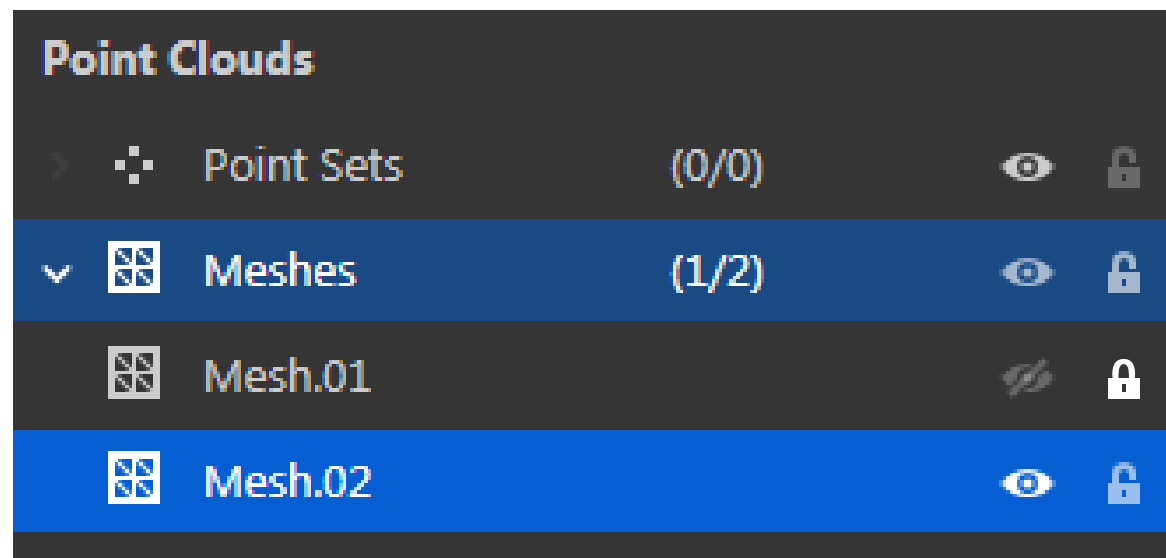 Point Clouds
Point Sets (0/0)
Meshes (1/2)
Mesh.01
Mesh.02